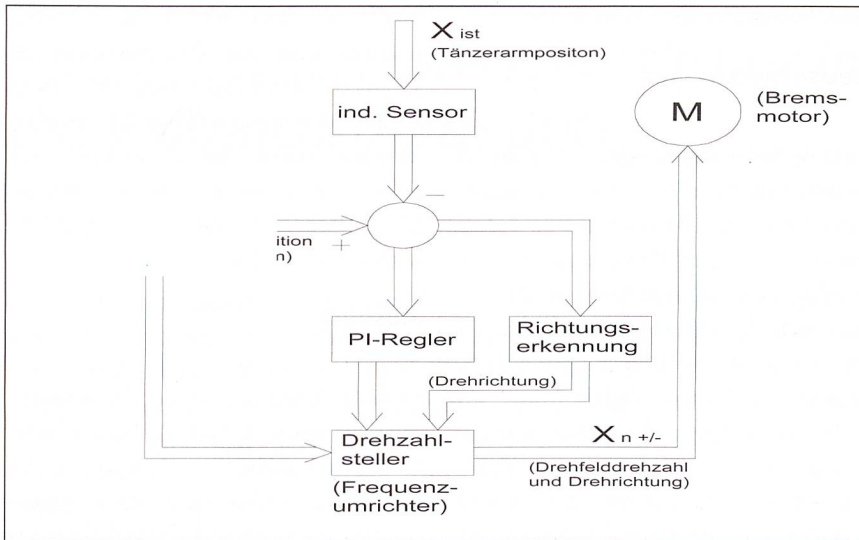 X ist
(Tänzerarmpositon)
ind. Sensor
M
(Brems-
motor)
−
+
ition
n)
PI-Regler
Richtungs-
erkennung
(Drehrichtung)
Drehzahl-
steller
(Frequenz-
umrichter)
X n +/-
(Drehfelddrehzahl
und Drehrichtung)